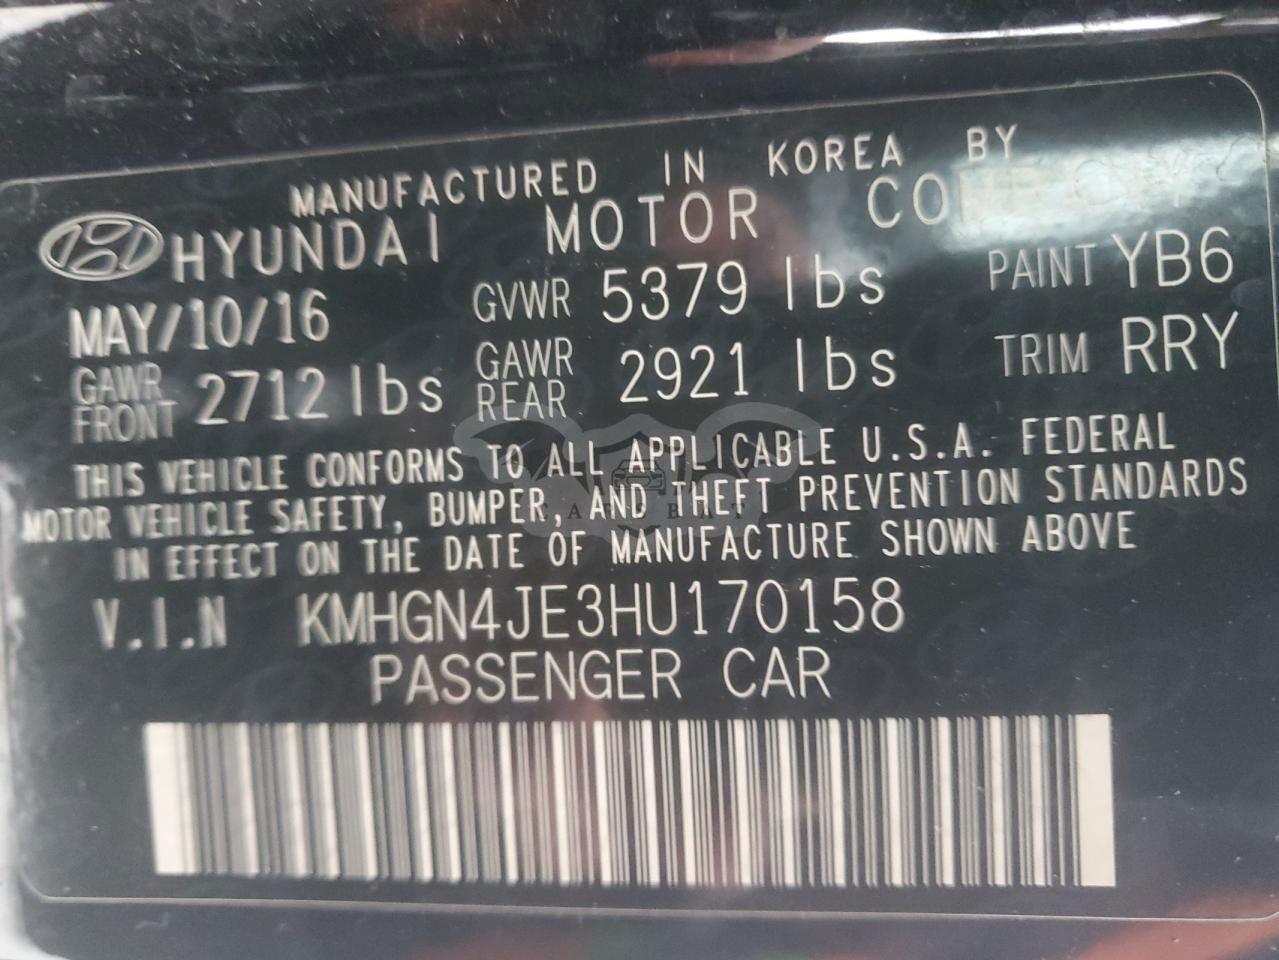 MANUFACTURED IN KOREA BY
HYUNDAI MOTOR COMPANY
MAY/10/16 GVWR 5379 lbs PAINT YB6
GAWR FRONT 2712 lbs GAWR REAR 2921 lbs TRIM RRY
THIS VEHICLE CONFORMS TO ALL APPLICABLE U.S.A. FEDERAL
MOTOR VEHICLE SAFETY, BUMPER, AND THEFT PREVENTION STANDARDS
IN EFFECT ON THE DATE OF MANUFACTURE SHOWN ABOVE
V.I.N KMHGN4JE3HU170158
PASSENGER CAR